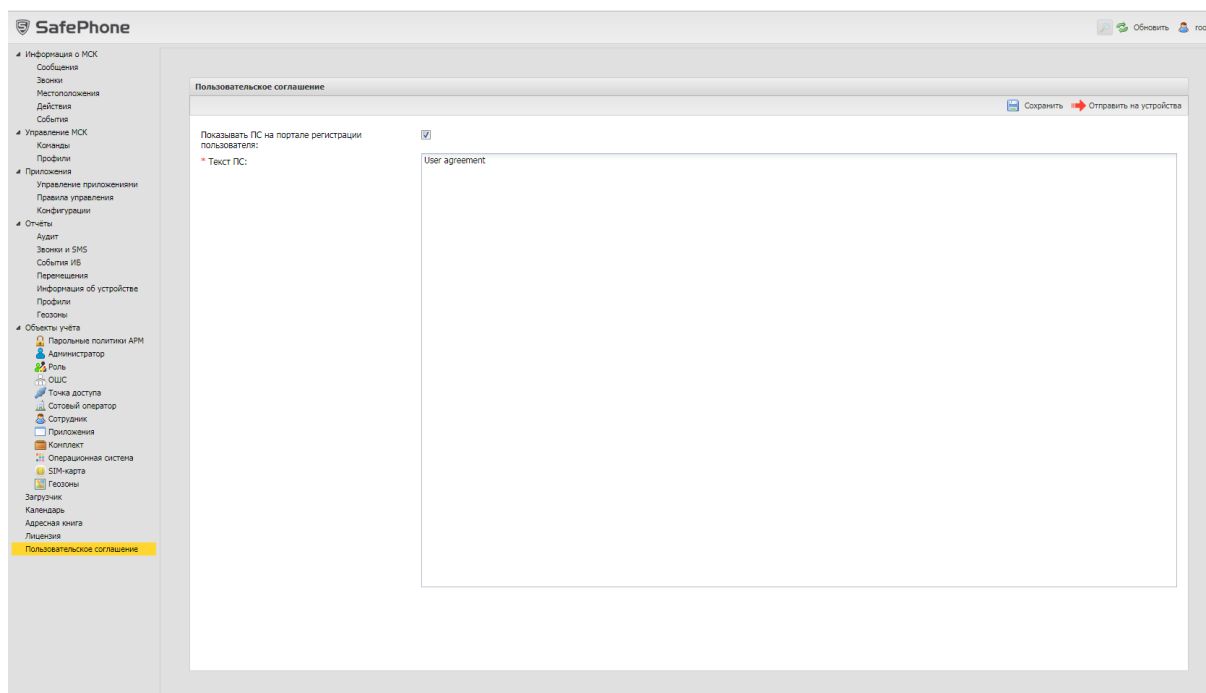 SafePhone
Обновить
Информация о МСК
Сообщения
Звонки
Местоположения
Действия
События
Управление МСК
Команды
Профили
Приложения
Управление приложениями
Правила управления
Конфигурации
Отчёты
Аудит
Звонки и SMS
События ИБ
Перемещения
Информация об устройстве
Профили
Геозоны
Объекты учёта
Парольные политики АРМ
Администратор
Роль
ОШС
Точка доступа
Сотовый оператор
Сотрудник
Приложения
Комплект
Операционная система
SIM-карта
Геозоны
Загрузчик
Календарь
Адресная книга
Лицензия
Пользовательское соглашение
Пользовательское соглашение
Сохранить Отправить на устройства
Показывать ПС на портале регистрации
пользователя:
* Текст ПС:
User agreement